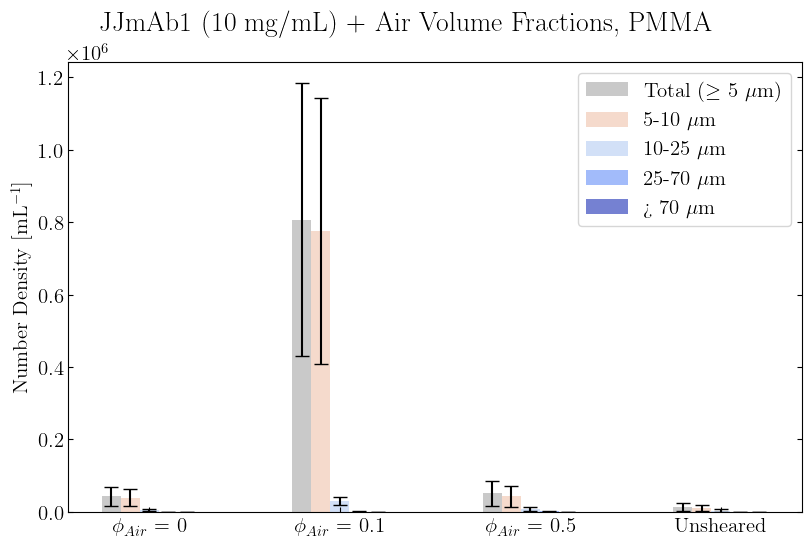 JJmAb1 (10 mg/mL) + Air Volume Fractions, PMMA
×10⁶
1.2
1.0
0.8
0.6
0.4
0.2
0.0
Number Density [mL⁻¹]
Total (≥ 5 μm)
5-10 μm
10-25 μm
25-70 μm
¿ 70 μm
ϕ_Air = 0
ϕ_Air = 0.1
ϕ_Air = 0.5
Unsheared